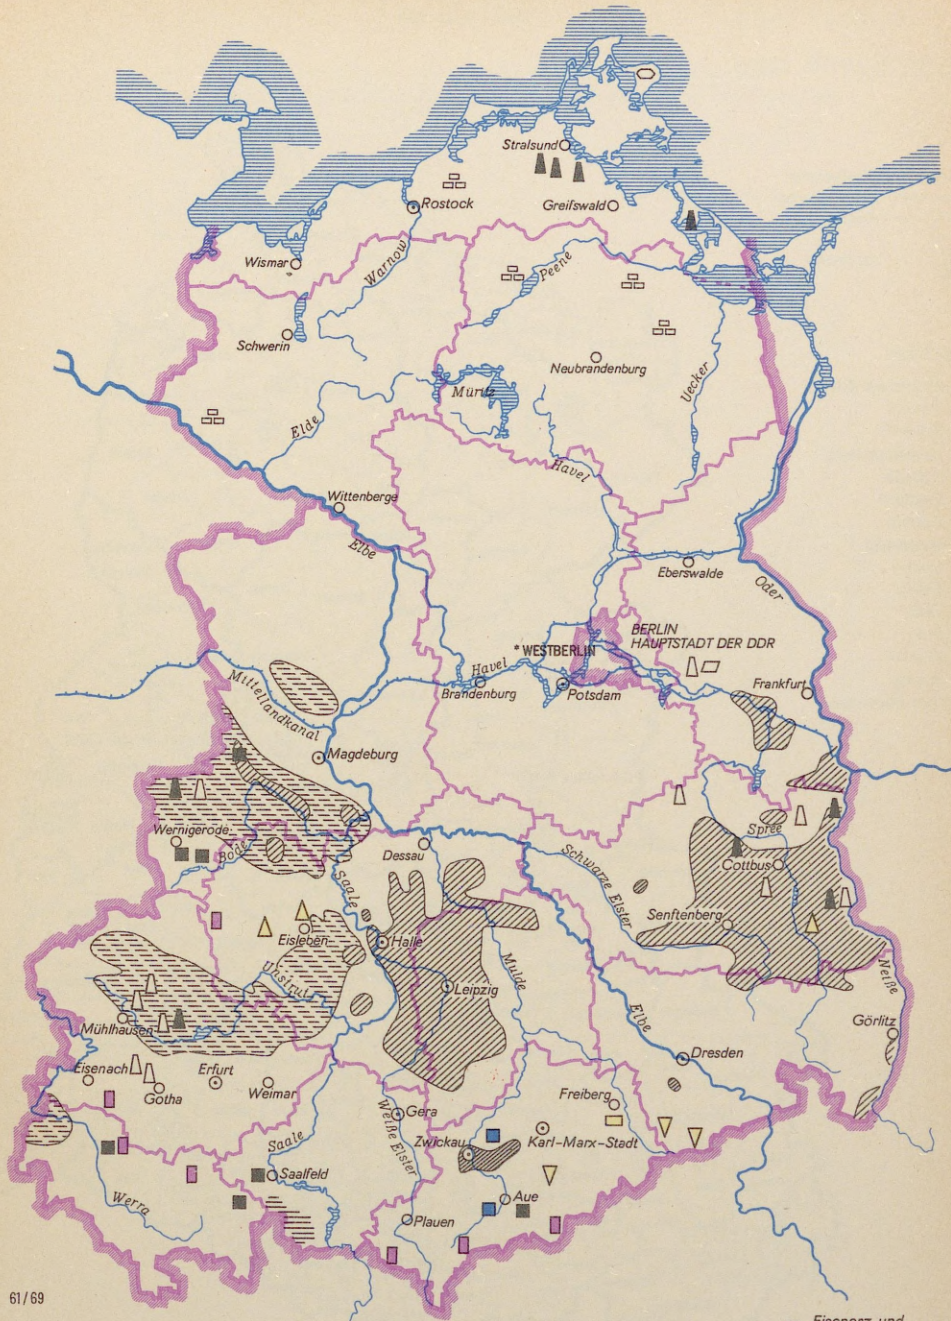 Stralsund
Rostock
Greifswald
Wismar
Warnow
Peene
Schwerin
Neubrandenburg
Müritz
Uecker
Elde
Havel
Wittenberge
Elbe
Eberswalde
Oder
BERLIN
HAUPTSTADT DER DDR
* WESTBERLIN
Havel
Mittellandkanal
Brandenburg
Potsdam
Frankfurt
Magdeburg
Wernigerode
Bode
Dessau
Spree
Cottbus
Schwarze Elster
Saale
Senftenberg
Eisleben
Halle
Unstrut
Mulde
Leipzig
Neiße
Mühlhausen
Elbe
Görlitz
Eisenach
Gotha
Erfurt
Weimar
Dresden
Freiberg
Gera
Weiße Elster
Zwickau
Karl-Marx-Stadt
Saale
Saalfeld
Werra
Aue
Plauen
61/69
Eisenerz und